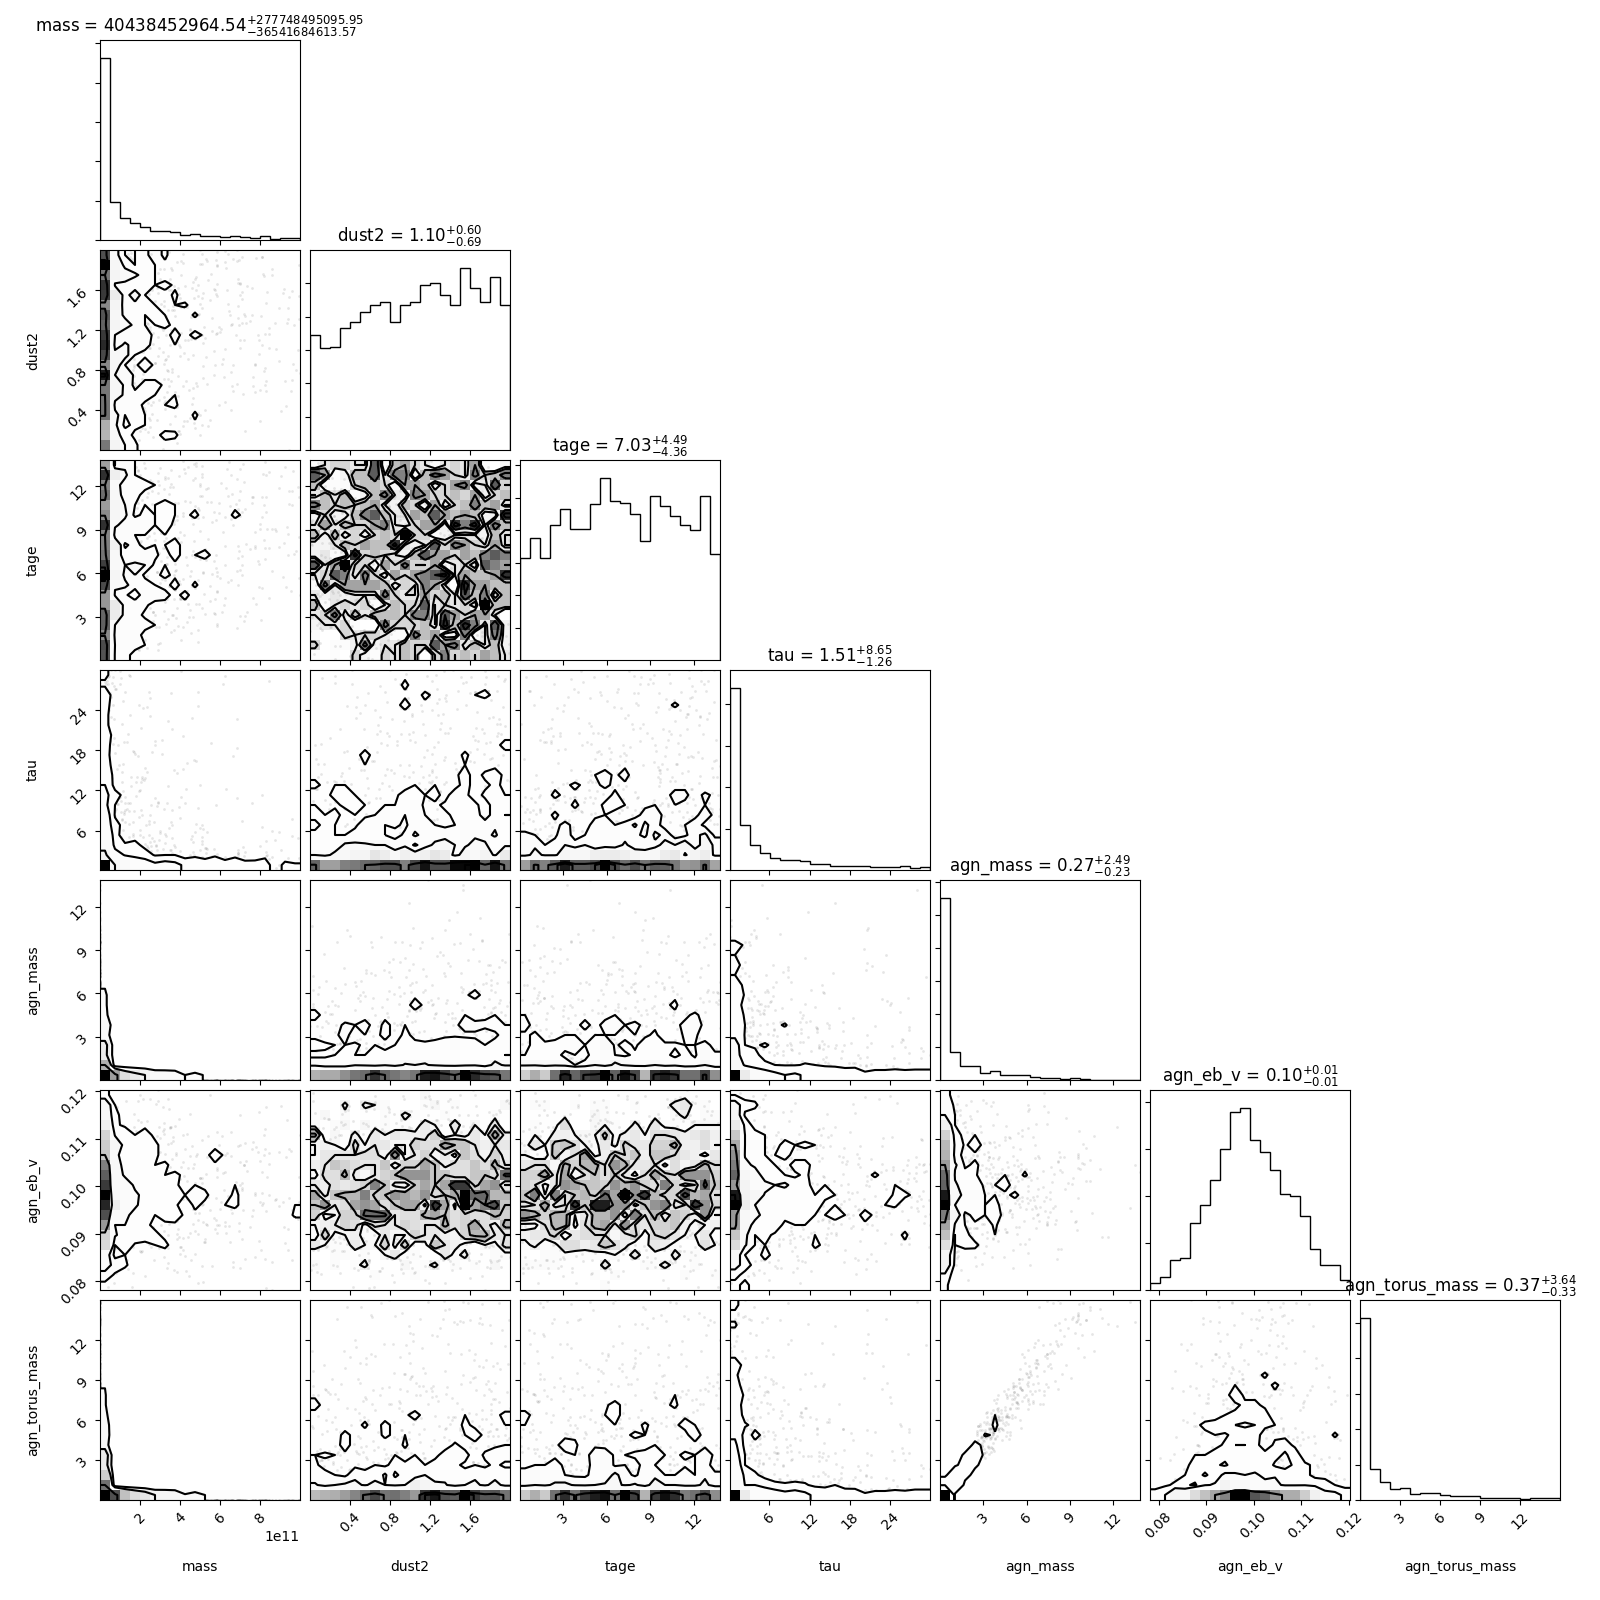 mass = 40438452964.54+277748495095.95−36541684613.57
dust2 = 1.10+0.60−0.69
1.6
1.2
0.8
0.4
dust2
tage = 7.03+4.49−4.36
12
9
6
3
tage
tau = 1.51+8.65−1.26
24
18
12
6
tau
agn_mass = 0.27+2.49−0.23
12
9
6
3
agn_mass
agn_eb_v = 0.10+0.01−0.01
0.12
0.11
0.10
0.09
0.08
agn_eb_v
agn_torus_mass = 0.37+3.64−0.33
12
9
6
3
agn_torus_mass
2 4 6 8 0.4 0.8 1.2 1.6 3 6 9 12 6 12 18 24 3 6 9 12 0.08 0.09 0.10 0.11 0.12 3 6 9 12
1e11
mass dust2 tage tau agn_mass agn_eb_v agn_torus_mass